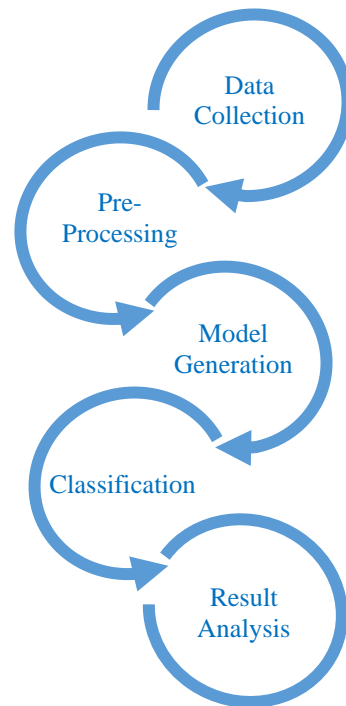 Data
Collection
Pre-
Processing
Model
Generation
Classification
Result
Analysis